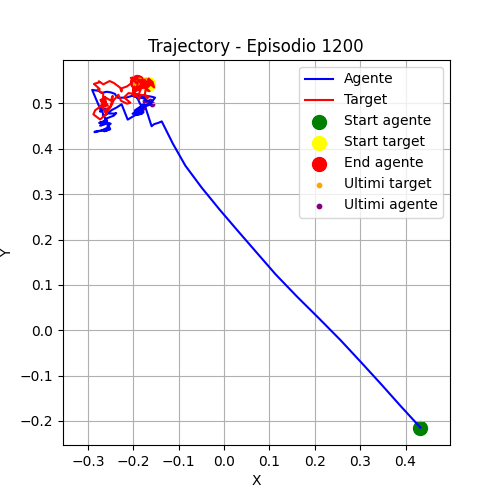 Trajectory - Episodio 1200
Agente
Target
Start agente
Start target
End agente
Ultimi target
Ultimi agente
Y
0.5
0.4
0.3
0.2
0.1
0.0
−0.1
−0.2
−0.3
−0.2
−0.1
0.0
0.1
0.2
0.3
0.4
X